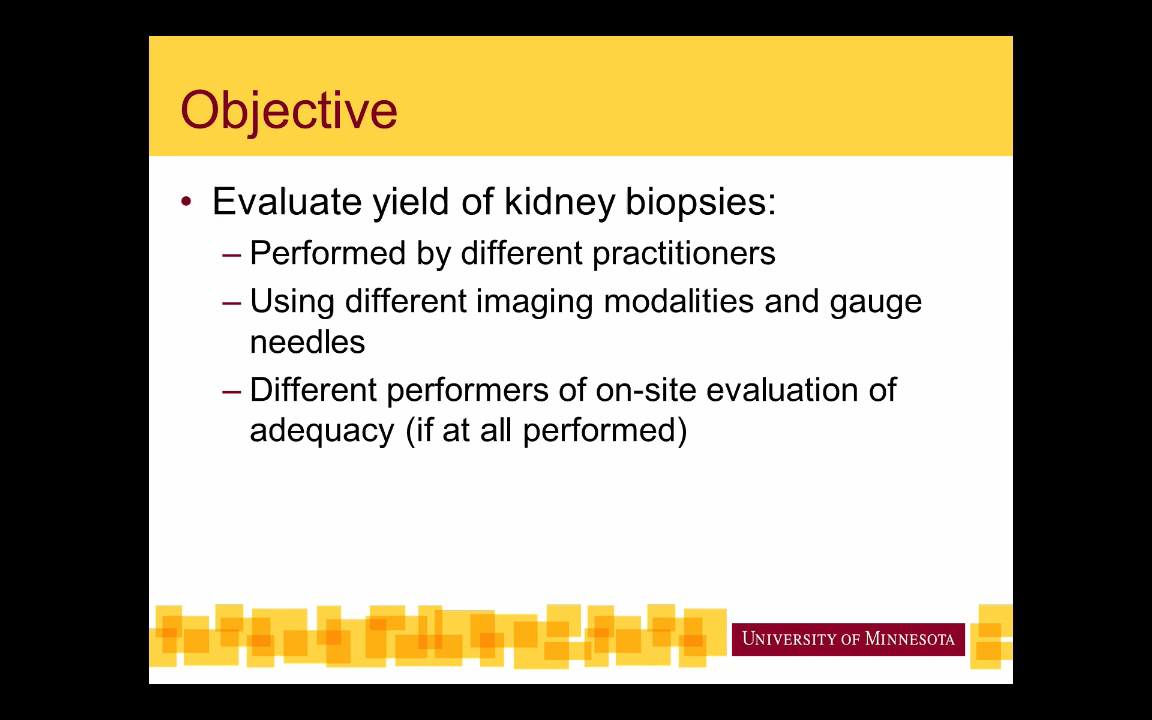 Objective
• Evaluate yield of kidney biopsies:
– Performed by different practitioners
– Using different imaging modalities and gauge
needles
– Different performers of on-site evaluation of
adequacy (if at all performed)
UNIVERSITY OF MINNESOTA